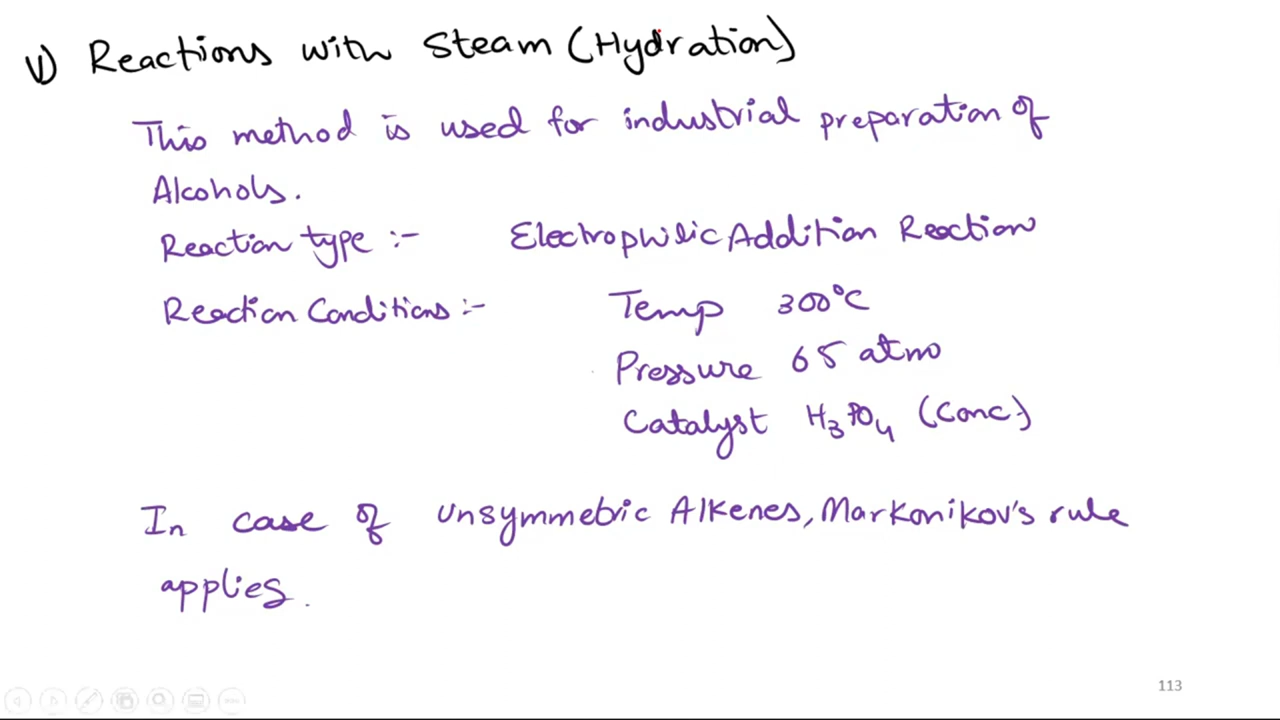 V) Reactions with Steam (Hydration)
This method is used for industrial preparation of
Alcohols.
Reaction type :- Electrophilic Addition Reaction
Reaction Conditions :- Temp 300°C
Pressure 65 atm
Catalyst H₃PO₄ (Conc)
In case of unsymmetric Alkenes, Markonikov's rule
applies.
113